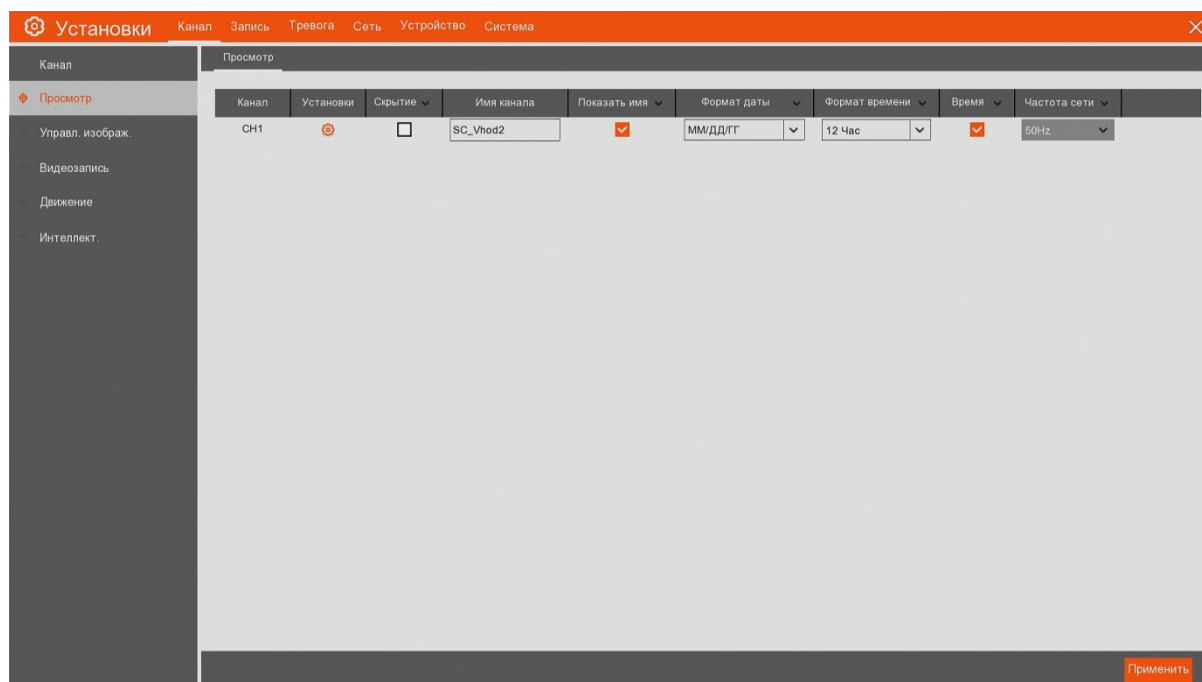 Установки Канал Запись Тревога Сеть Устройство Система
Канал
Просмотр
Управл. изображ.
Видеозапись
Движение
Интеллект.
Просмотр
Канал Установки Скрытие Имя канала Показать имя Формат даты Формат времени Время Частота сети
CH1 SC_Vhod2 ММ/ДД/ГГ 12 Час 50Hz
Применить